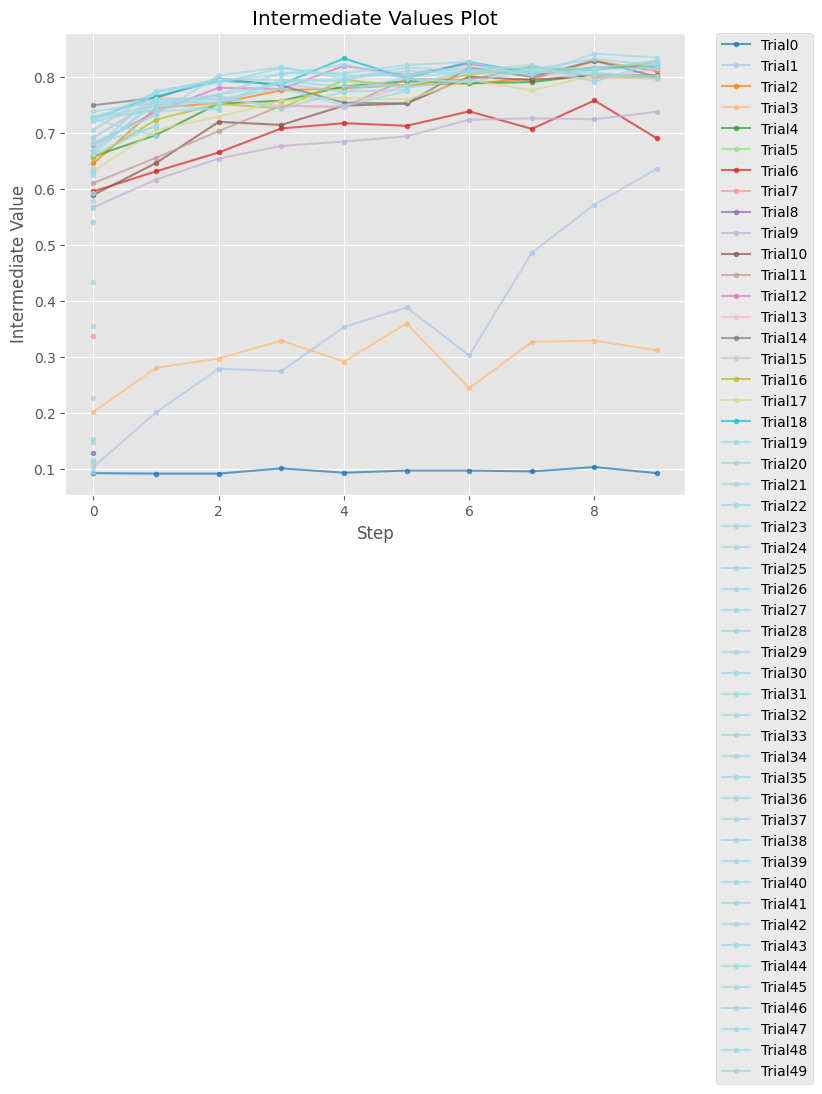 Intermediate Values Plot
Intermediate Value
0.8
0.7
0.6
0.5
0.4
0.3
0.2
0.1
0
2
4
6
8
Step
Trial0
Trial1
Trial2
Trial3
Trial4
Trial5
Trial6
Trial7
Trial8
Trial9
Trial10
Trial11
Trial12
Trial13
Trial14
Trial15
Trial16
Trial17
Trial18
Trial19
Trial20
Trial21
Trial22
Trial23
Trial24
Trial25
Trial26
Trial27
Trial28
Trial29
Trial30
Trial31
Trial32
Trial33
Trial34
Trial35
Trial36
Trial37
Trial38
Trial39
Trial40
Trial41
Trial42
Trial43
Trial44
Trial45
Trial46
Trial47
Trial48
Trial49